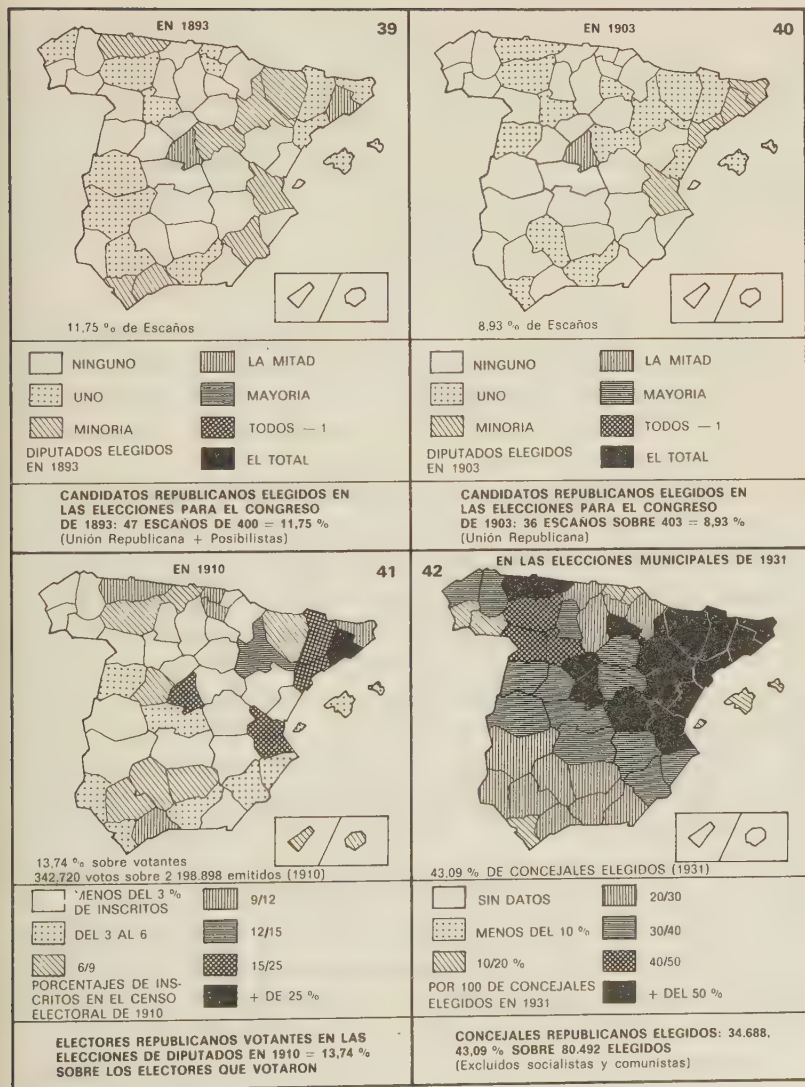 EN 1893
39
11,75 % de Escaños
NINGUNO
UNO
MINORIA
DIPUTADOS ELEGIDOS
EN 1893
LA MITAD
MAYORIA
TODOS — 1
EL TOTAL
CANDIDATOS REPUBLICANOS ELEGIDOS EN
LAS ELECCIONES PARA EL CONGRESO
DE 1893: 47 ESCAÑOS DE 400 = 11,75 %
(Unión Republicana + Posibilistas)
EN 1903
40
8,93 % de Escaños
NINGUNO
UNO
MINORIA
DIPUTADOS ELEGIDOS
EN 1903
LA MITAD
MAYORIA
TODOS — 1
EL TOTAL
CANDIDATOS REPUBLICANOS ELEGIDOS EN
LAS ELECCIONES PARA EL CONGRESO
DE 1903: 36 ESCAÑOS SOBRE 403 = 8,93 %
(Unión Republicana)
EN 1910
41
13,74 % sobre votantes
342.720 votos sobre 2 198.898 emitidos (1910)
MENOS DEL 3 %
DE INSCRITOS
DEL 3 AL 6
6/9
PORCENTAJES DE INS-
CRITOS EN EL CENSO
ELECTORAL DE 1910
9/12
12/15
15/25
+ DE 25 %
ELECTORES REPUBLICANOS VOTANTES EN LAS
ELECCIONES DE DIPUTADOS EN 1910 = 13,74 %
SOBRE LOS ELECTORES QUE VOTARON
42
EN LAS ELECCIONES MUNICIPALES DE 1931
43,09 % DE CONCEJALES ELEGIDOS (1931)
SIN DATOS
MENOS DEL 10 %
10/20 %
POR 100 DE CONCEJALES
ELEGIDOS EN 1931
20/30
30/40
40/50
+ DEL 50 %
CONCEJALES REPUBLICANOS ELEGIDOS: 34.688,
43,09 % SOBRE 80.492 ELEGIDOS
(Excluidos socialistas y comunistas)